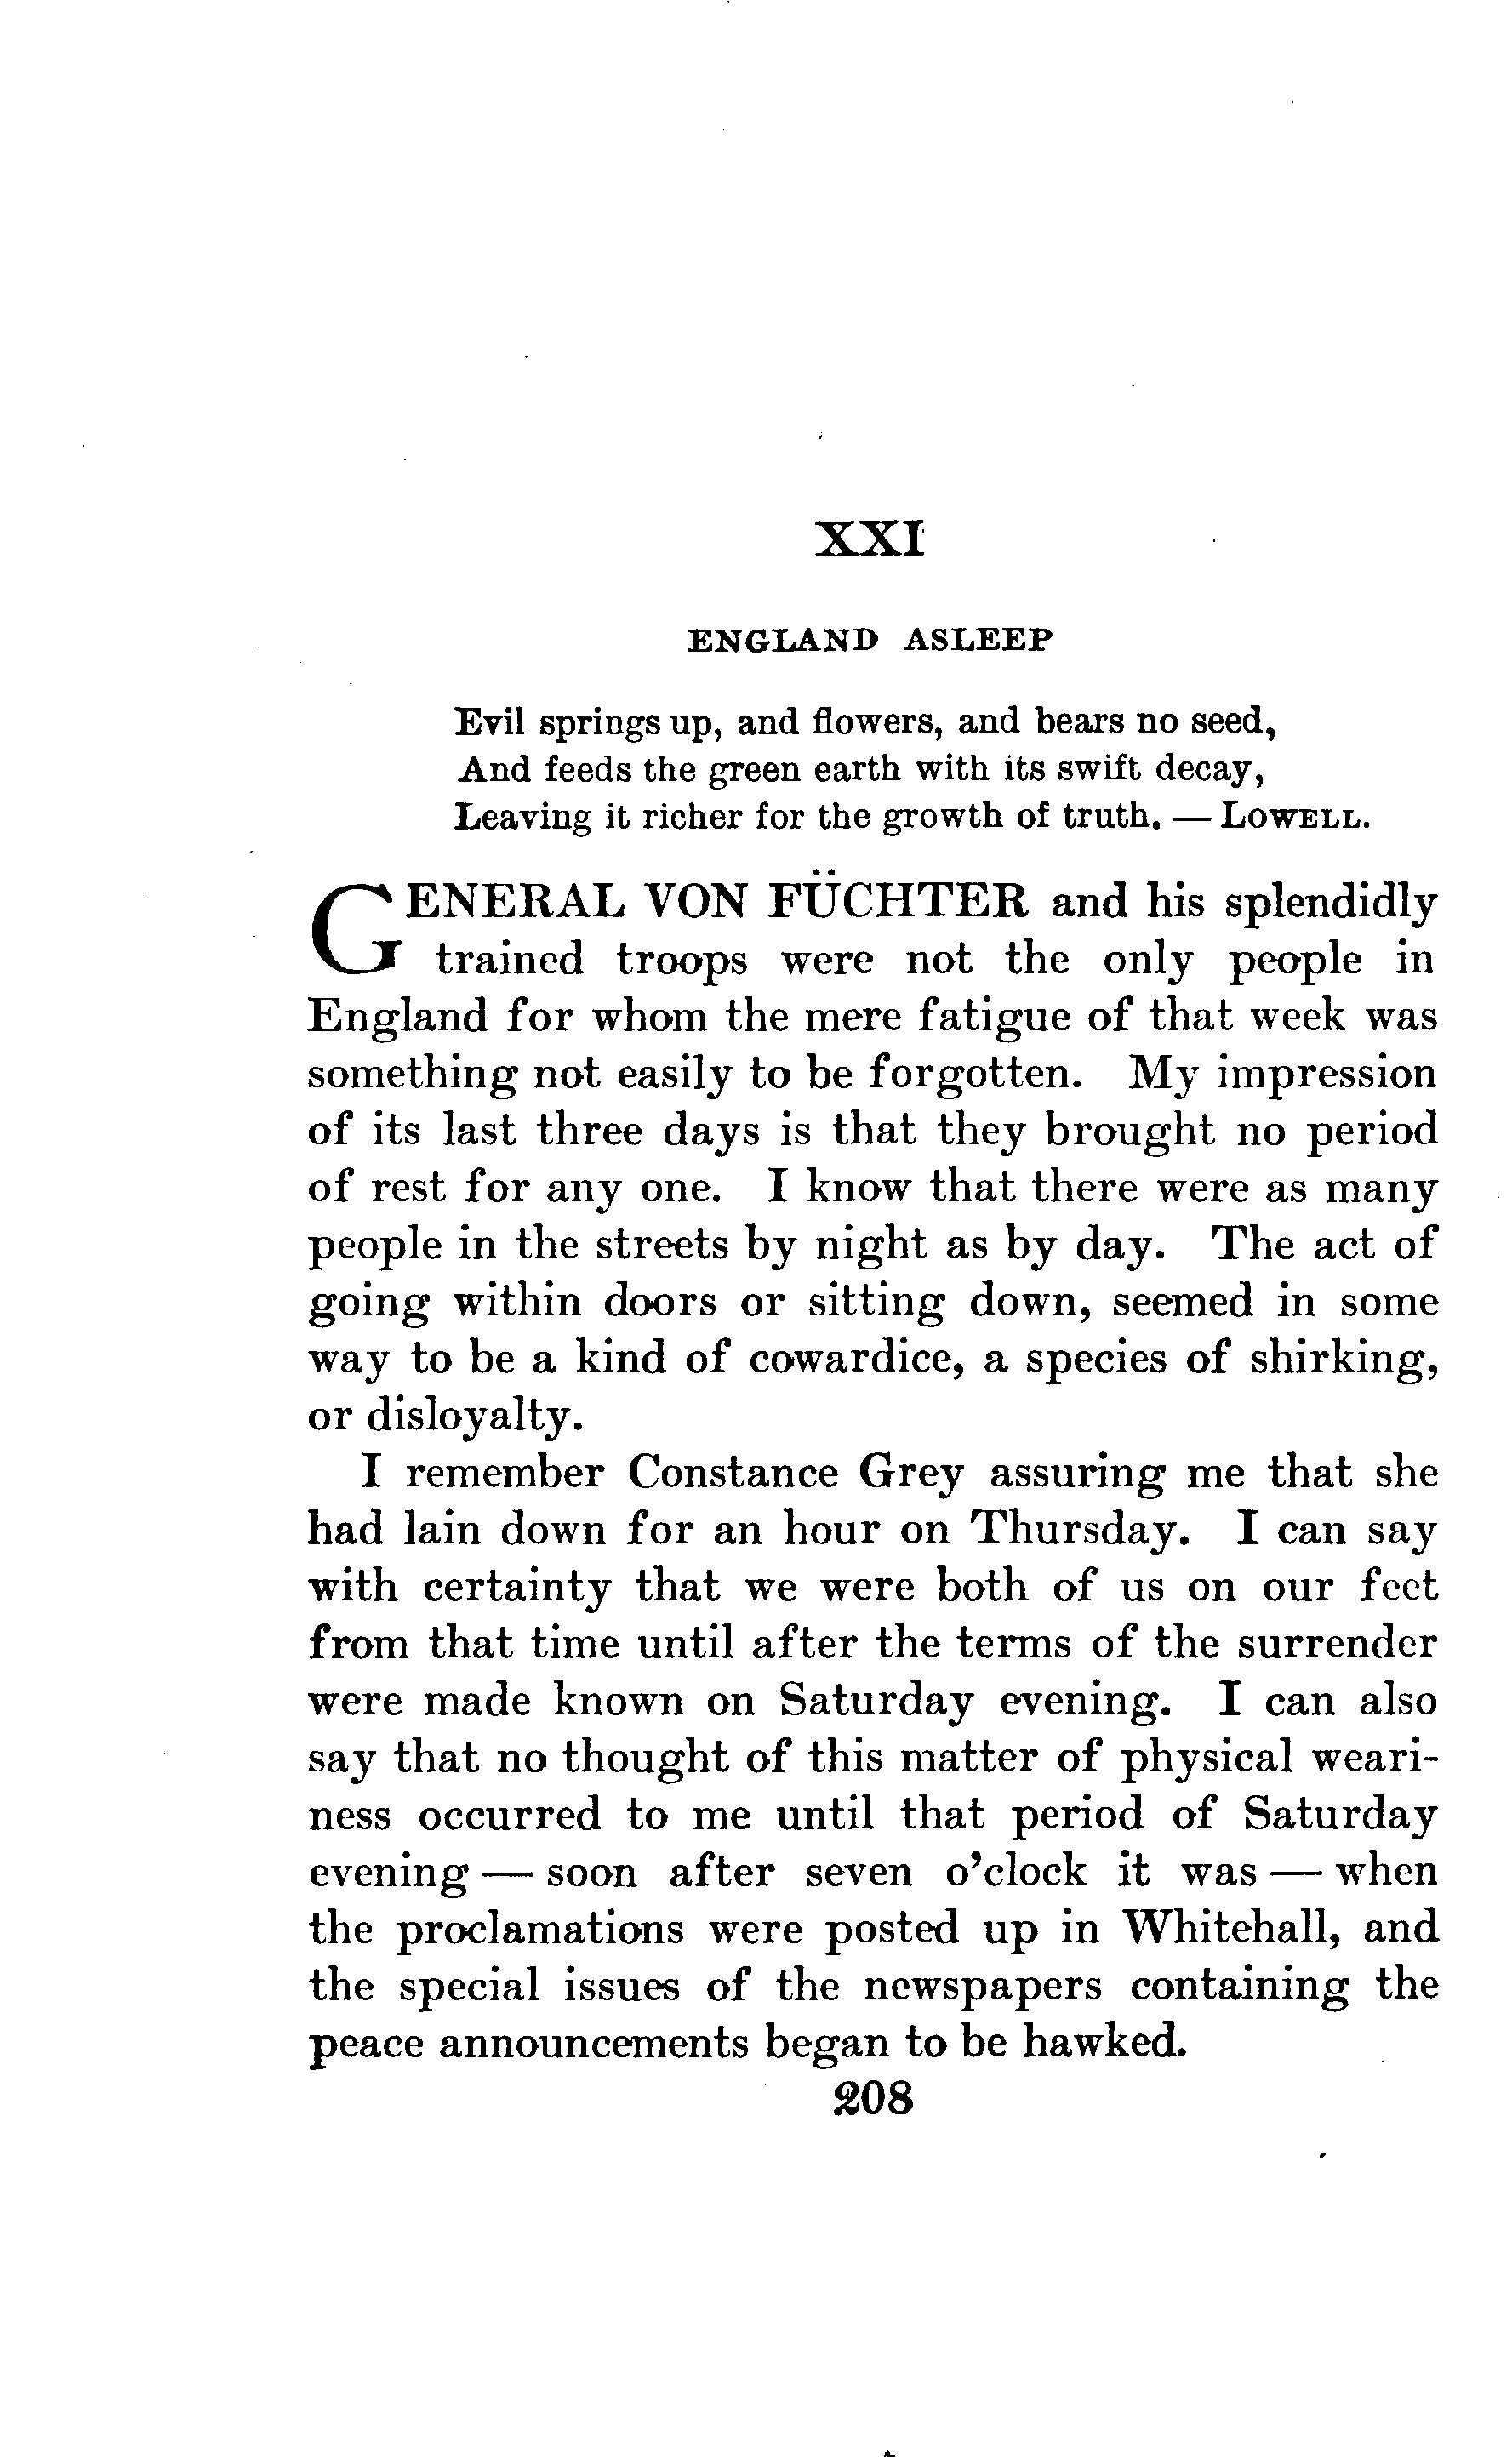 XXI
ENGLAND ASLEEP
Evil springs up, and flowers, and bears no seed,
And feeds the green earth with its swift decay,
Leaving it richer for the growth of truth. — LOWELL.
GENERAL VON FÜCHTER and his splendidly
trained troops were not the only people in
England for whom the mere fatigue of that week was
something not easily to be forgotten. My impression
of its last three days is that they brought no period
of rest for any one. I know that there were as many
people in the streets by night as by day. The act of
going within doors or sitting down, seemed in some
way to be a kind of cowardice, a species of shirking,
or disloyalty.
I remember Constance Grey assuring me that she
had lain down for an hour on Thursday. I can say
with certainty that we were both of us on our feet
from that time until after the terms of the surrender
were made known on Saturday evening. I can also
say that no thought of this matter of physical weari-
ness occurred to me until that period of Saturday
evening — soon after seven o'clock it was — when
the proclamations were posted up in Whitehall, and
the special issues of the newspapers containing the
peace announcements began to be hawked.
208